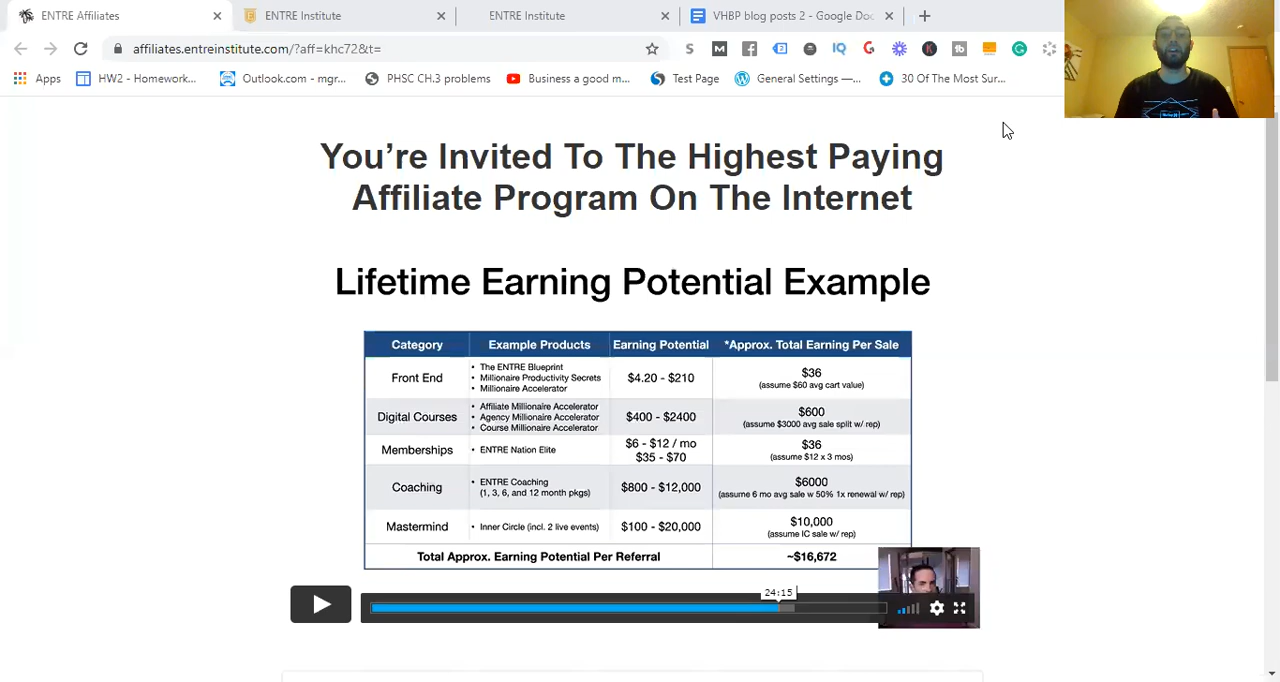 ENTRE Affiliates
ENTRE Institute
ENTRE Institute
VHBP blog posts 2 - Google Doc
affiliates.entreinstitute.com/?aff=khc72&t=
Apps
HW2 - Homework...
Outlook.com - mgr...
PHSC CH.3 problems
Business a good m...
Test Page
General Settings —...
30 Of The Most Sur...
You’re Invited To The Highest Paying
Affiliate Program On The Internet
Lifetime Earning Potential Example
Category Example Products Earning Potential *Approx. Total Earning Per Sale
Front End
• The ENTRE Blueprint
• Millionaire Productivity Secrets
• Millionaire Accelerator
$4.20 - $210
$36
(assume $60 avg cart value)
Digital Courses
• Affiliate Millionaire Accelerator
• Agency Millionaire Accelerator
• Course Millionaire Accelerator
$400 - $2400
$600
(assume $3000 avg sale split w/ rep)
Memberships
• ENTRE Nation Elite
$6 - $12 / mo
$35 - $70
$36
(assume $12 x 3 mos)
Coaching
• ENTRE Coaching
(1, 3, 6, and 12 month pkgs)
$800 - $12,000
$6000
(assume 6 mo avg sale w 50% 1x renewal w/ rep)
Mastermind
• Inner Circle (incl. 2 live events)
$100 - $20,000
$10,000
(assume IC sale w/ rep)
Total Approx. Earning Potential Per Referral ~$16,672
24:15